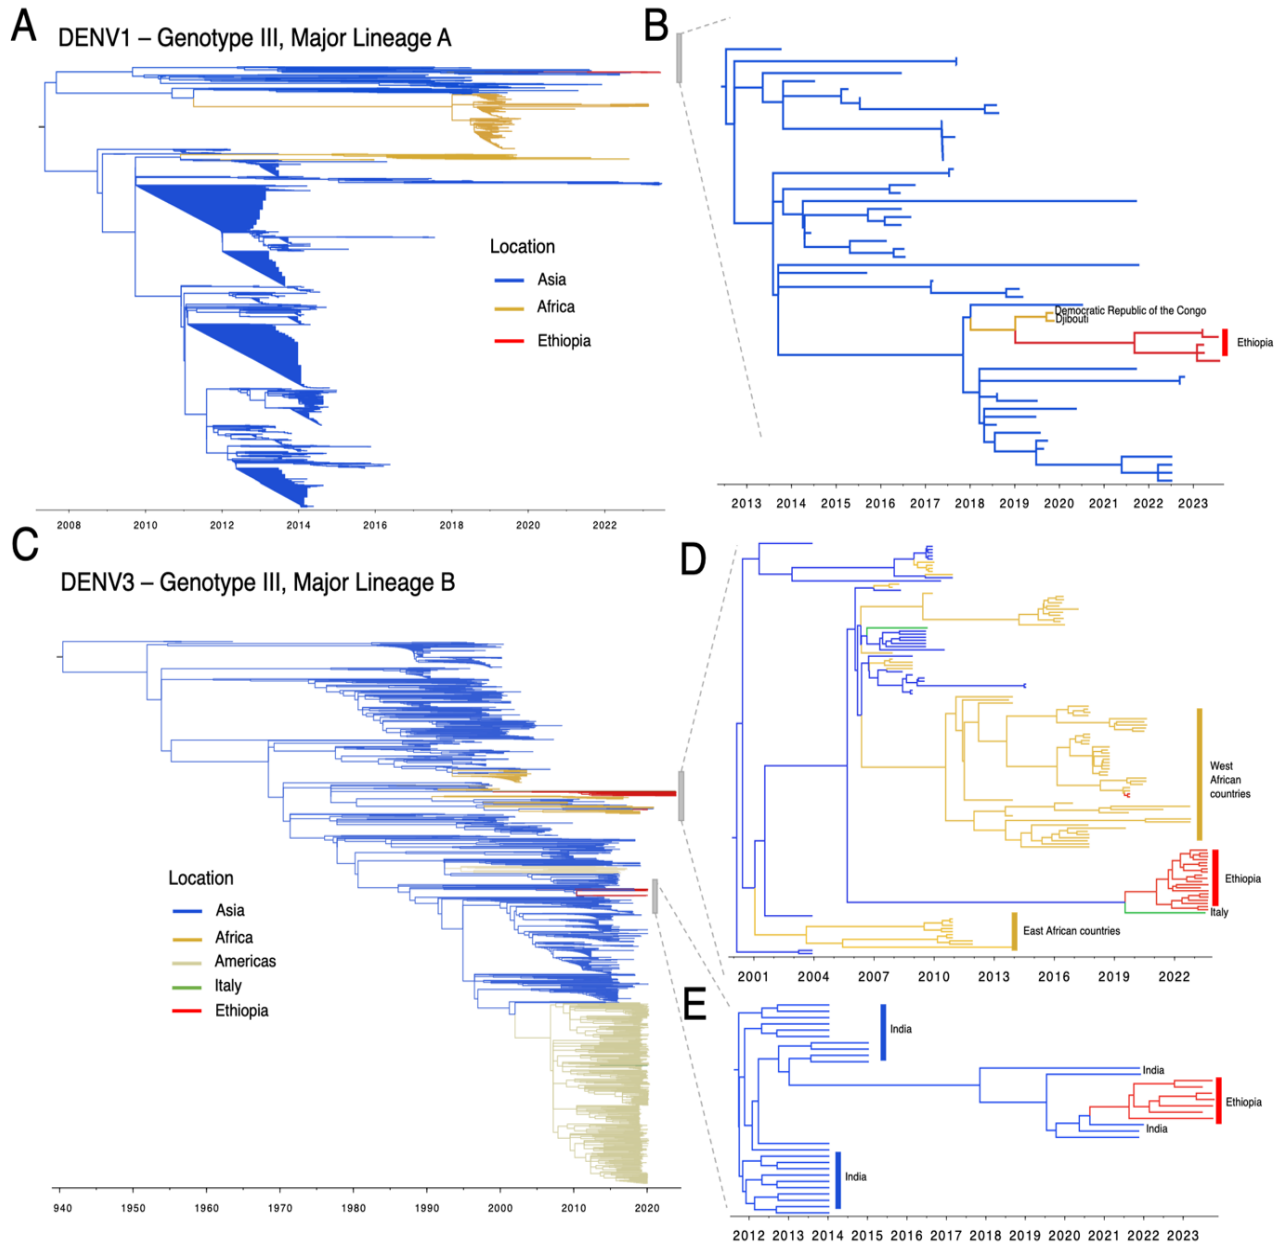 A
DENV1 – Genotype III, Major Lineage A
Location
Asia
Africa
Ethiopia
2008 2010 2012 2014 2016 2018 2020 2022
B
Democratic Republic of the Congo
Djibouti
Ethiopia
2013 2014 2015 2016 2017 2018 2019 2020 2021 2022 2023
C
DENV3 – Genotype III, Major Lineage B
Location
Asia
Africa
Americas
Italy
Ethiopia
940 1950 1960 1970 1980 1990 2000 2010 2020
D
West
African
countries
Ethiopia
Italy
East African countries
2001 2004 2007 2010 2013 2016 2019 2022
E
India
India
Ethiopia
India
India
2012 2013 2014 2015 2016 2017 2018 2019 2020 2021 2022 2023